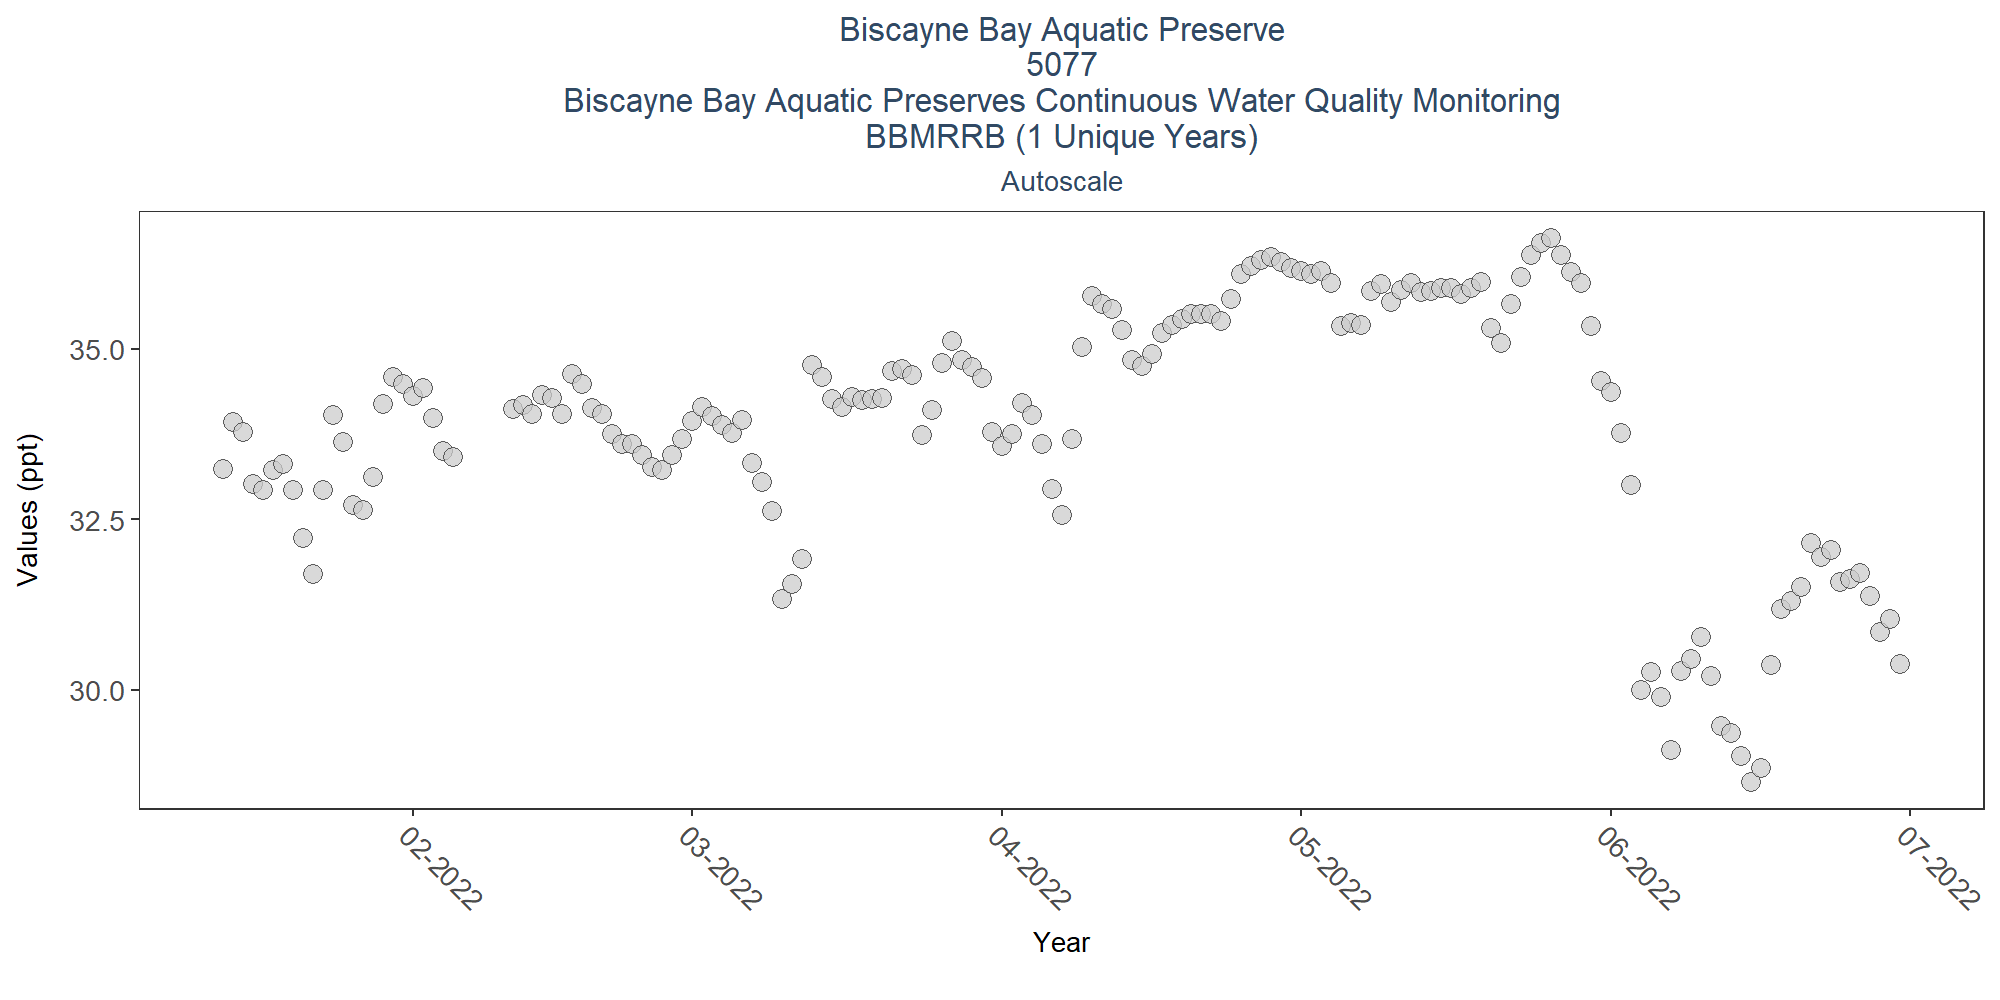 Biscayne Bay Aquatic Preserve
5077
Biscayne Bay Aquatic Preserves Continuous Water Quality Monitoring
BBMRRB (1 Unique Years)
Autoscale
Values (ppt)
35.0
32.5
30.0
02-2022
03-2022
04-2022
05-2022
06-2022
07-2022
Year